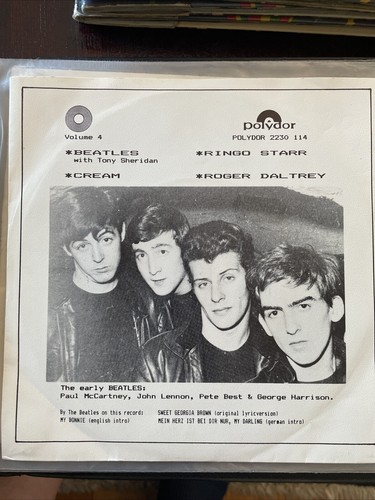 Volume 4
polydor
POLYDOR 2230 114
*BEATLES
with Tony Sheridan
*RINGO STARR
*CREAM
*ROGER DALTREY
The early BEATLES:
Paul McCartney, John Lennon, Pete Best & George Harrison.
By The Beatles on this record: SWEET GEORGIA BROWN (original lyricversion)
MY BONNIE (english intro) MEIN HERZ IST BEI DIR NUR, MY DARLING (german intro)